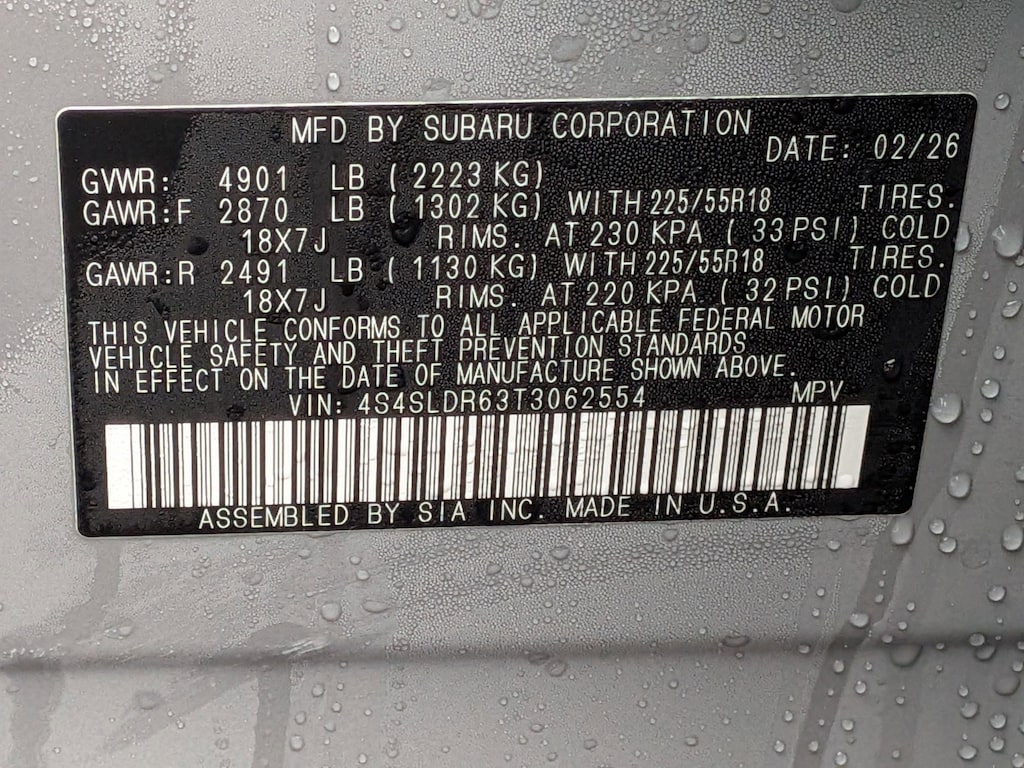 MFD BY SUBARU CORPORATION
DATE: 02/26
GVWR: 4901 LB ( 2223 KG)
GAWR:F 2870 LB ( 1302 KG) WITH 225/55R18 TIRES.
18X7J RIMS. AT 230 KPA ( 33 PSI) COLD
GAWR:R 2491 LB ( 1130 KG) WITH 225/55R18 TIRES.
18X7J RIMS. AT 220 KPA ( 32 PSI) COLD
THIS VEHICLE CONFORMS TO ALL APPLICABLE FEDERAL MOTOR
VEHICLE SAFETY AND THEFT PREVENTION STANDARDS
IN EFFECT ON THE DATE OF MANUFACTURE SHOWN ABOVE.
VIN: 4S4SLDR63T3062554 MPV
ASSEMBLED BY SIA INC. MADE IN U.S.A.